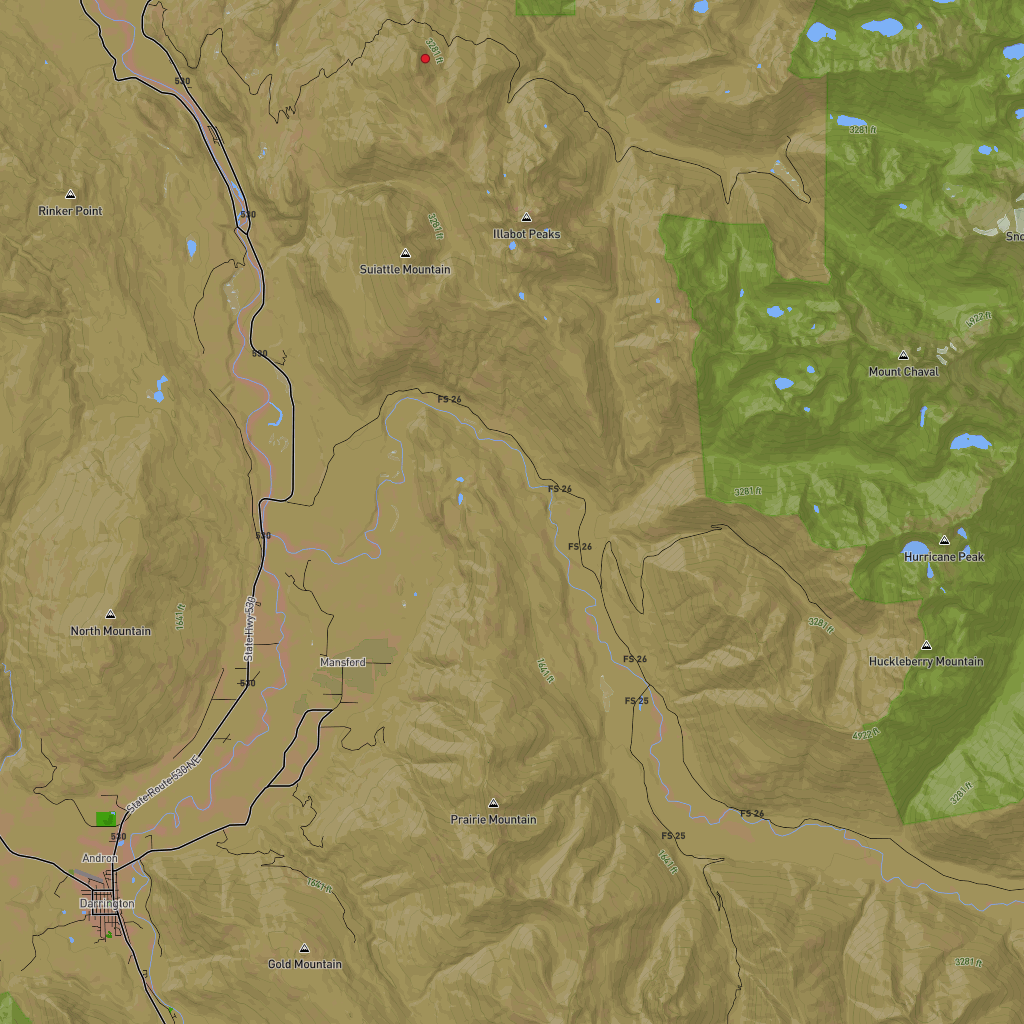 3281 ft
530
3281 ft
Rinker Point
530
3281 ft
Illabot Peaks
Sno
Suiattle Mountain
4922 ft
530
Mount Chaval
FS 26
FS 26
3281 ft
530
FS 26
Hurricane Peak
1641 ft
State Hwy 530
3281 ft
North Mountain
Mansford
FS 26
Huckleberry Mountain
1641 ft
530
FS 25
4922 ft
State Route 530 NE
3281 ft
Prairie Mountain
FS 26
530
FS 25
Andron
1641 ft
1641 ft
Darrington
Gold Mountain
3281 ft